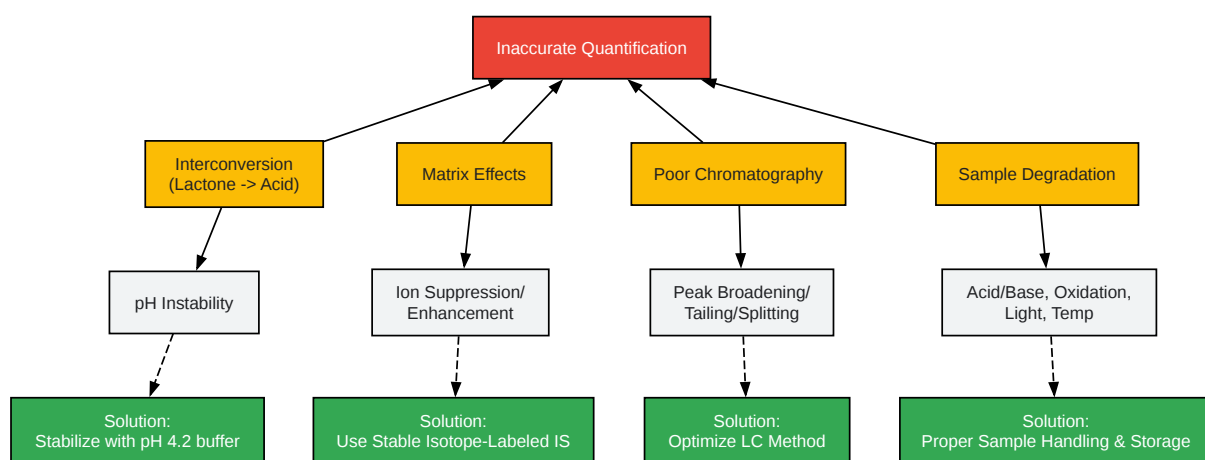 Inaccurate Quantification
Interconversion
(Lactone -> Acid)
Matrix Effects
Poor Chromatography
Sample Degradation
pH Instability
Ion Suppression/
Enhancement
Peak Broadening/
Tailing/Splitting
Acid/Base, Oxidation,
Light, Temp
Solution:
Stabilize with pH 4.2 buffer
Solution:
Use Stable Isotope-Labeled IS
Solution:
Optimize LC Method
Solution:
Proper Sample Handling & Storage